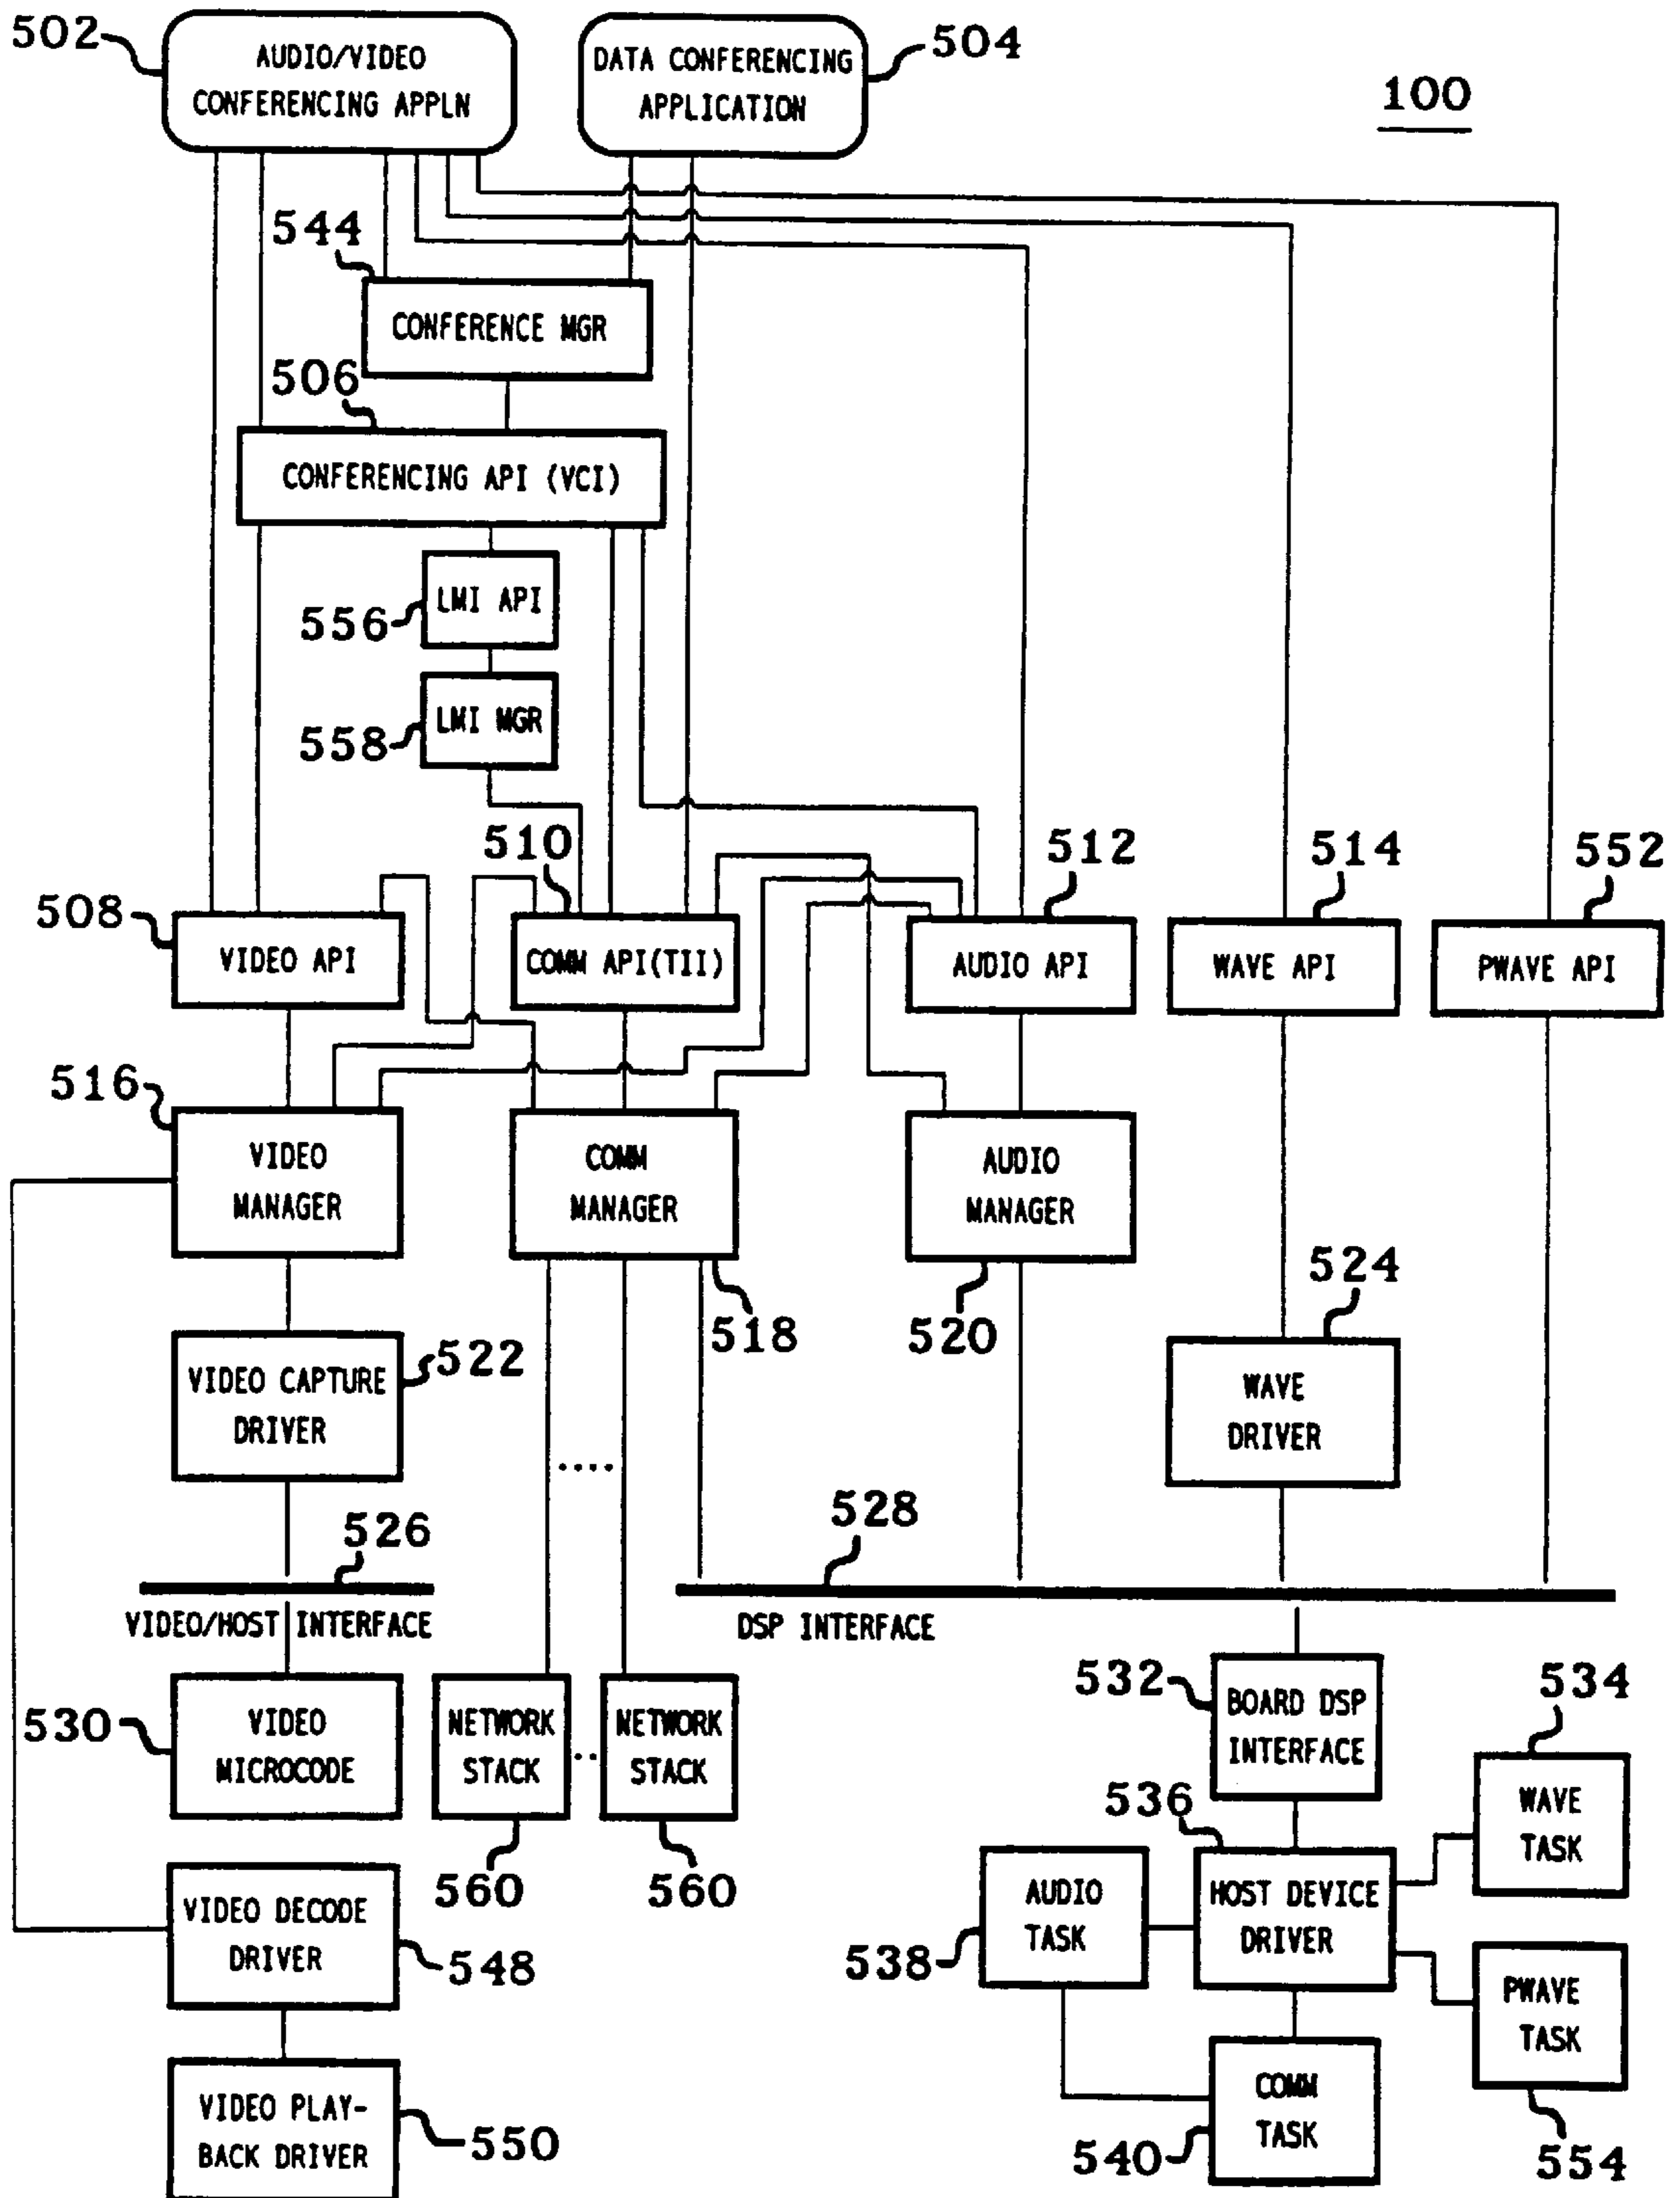 502
AUDIO/VIDEO
CONFERENCING APPLN
DATA CONFERENCING
APPLICATION
504
100
544
CONFERENCE MGR
506
CONFERENCING API (VCI)
LMI API
556
LMI MGR
558
510
512
514
552
508
VIDEO API
COMM API(TII)
AUDIO API
WAVE API
PWAVE API
516
VIDEO
MANAGER
COMM
MANAGER
AUDIO
MANAGER
518
520
524
522
VIDEO CAPTURE
DRIVER
WAVE
DRIVER
....
526
528
VIDEO/HOST INTERFACE
DSP INTERFACE
530
VIDEO
MICROCODE
NETWORK
STACK
..
NETWORK
STACK
560
560
532
BOARD DSP
INTERFACE
534
WAVE
TASK
536
HOST DEVICE
DRIVER
AUDIO
TASK
538
PWAVE
TASK
554
COMM
TASK
540
VIDEO DECODE
DRIVER
548
VIDEO PLAY-
BACK DRIVER
550